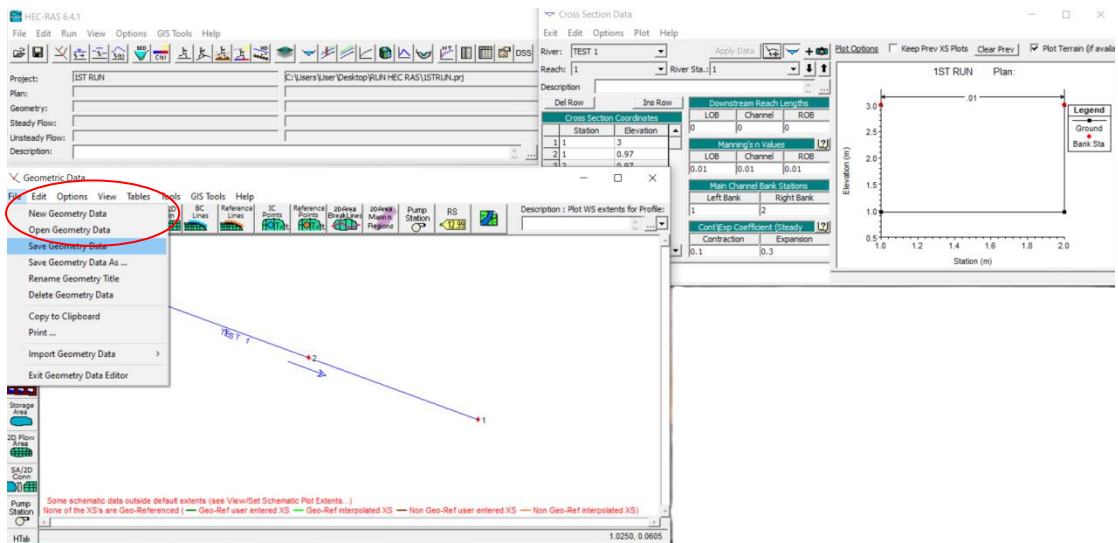 HEC-RAS 6.4.1
File Edit Run View Options GIS Tools Help
DSS
Project: 1ST RUN C:\Users\User\Desktop\RUN HEC RAS\1STRUN.prj
Plan:
Geometry:
Steady Flow:
Unsteady Flow:
Description: ...
Cross Section Data
Exit Edit Options Plot Help
River: TEST 1 Apply Data Plot Options Keep Prev XS Plots Clear Prev Plot Terrain (if availa
Reach: 1 River Sta.: 1
Description ...
Del Row Ins Row
Cross Section Coordinates
Station Elevation
1 1 3
2 1 0.97
3 2 0.97
Downstream Reach Lengths
LOB Channel ROB
0 0 0
Manning's n Values
LOB Channel ROB
0.01 0.01 0.01
Main Channel Bank Stations
Left Bank Right Bank
1 2
Cont\Exp Coefficient (Steady
Contraction Expansion
0.1 0.3
1ST RUN Plan:
.01
3.0
2.5
2.0
1.5
1.0
0.5
Elevation (m)
1.0 1.2 1.4 1.6 1.8 2.0
Station (m)
Legend
Ground
Bank Sta
Geometric Data
File Edit Options View Tables Tools GIS Tools Help
BC Lines
Reference Lines
IC Points
Reference Points
2D Area BreakLines
2D Area Mann n Regions
Pump Station
RS
12.99
Description : Plot WS extents for Profile:
...
New Geometry Data
Open Geometry Data
Save Geometry Data
Save Geometry Data As ...
Rename Geometry Title
Delete Geometry Data
Copy to Clipboard
Print ...
Import Geometry Data >
Exit Geometry Data Editor
TEST 1
2
1
Storage Area
2D Flow Area
SA/2D Conn
Pump Station
HTab
Some schematic data outside default extents (see View/Set Schematic Plot Extents...)
None of the XS's are Geo-Referenced ( Geo-Ref user entered XS Geo-Ref interpolated XS Non Geo-Ref user entered XS Non Geo-Ref interpolated XS)
1.0250, 0.0605